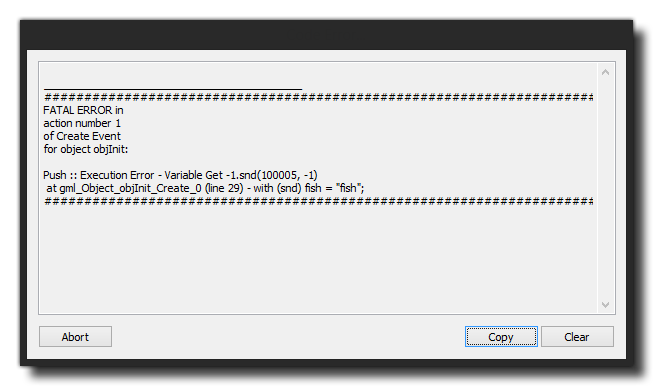 ___________________________________________
############################################################################
FATAL ERROR in
action number 1
of Create Event
for object objInit:
Push :: Execution Error - Variable Get -1.snd(100005, -1)
at gml_Object_objInit_Create_0 (line 29) - with (snd) fish = "fish";
############################################################################
Abort
Copy
Clear